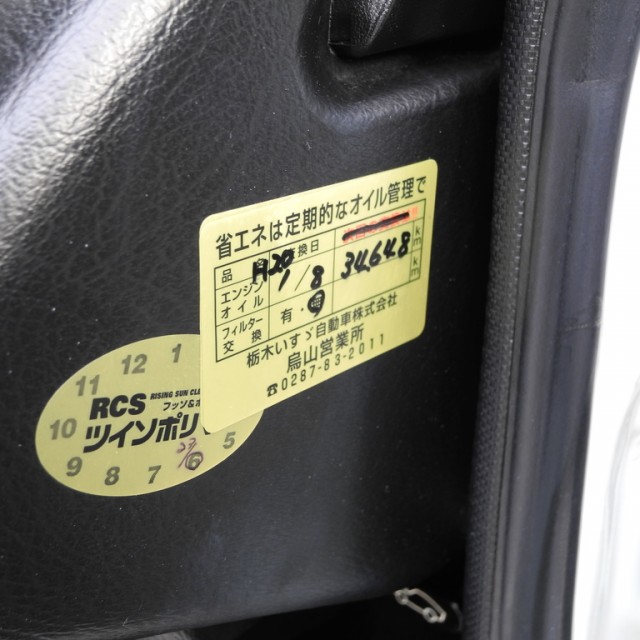 省エネは定期的なオイル管理で
品 換日
エンジン
オイル H20 1/8 34,648 km
フィルター
交換 有・
km
栃木いすゞ自動車株式会社
烏山営業所
☎0287-83-2011
11 12 1
RCS RISING SUN CLE
フッソ&ポ
10 ツインポリ
9 8 7 6 5